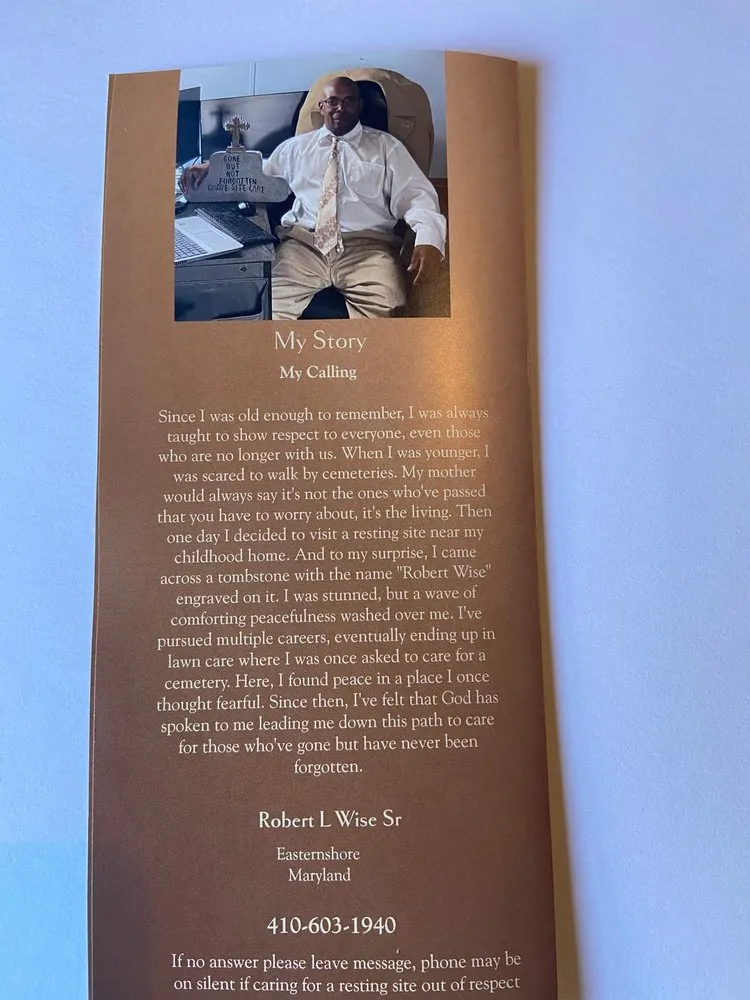 GONE
BUT
NOT
FORGOTTEN
GRAVE SITE CARE
My Story
My Calling
Since I was old enough to remember, I was always
taught to show respect to everyone, even those
who are no longer with us. When I was younger, I
was scared to walk by cemeteries. My mother
would always say it's not the ones who've passed
that you have to worry about, it's the living. Then
one day I decided to visit a resting site near my
childhood home. And to my surprise, I came
across a tombstone with the name "Robert Wise"
engraved on it. I was stunned, but a wave of
comforting peacefulness washed over me. I've
pursued multiple careers, eventually ending up in
lawn care where I was once asked to care for a
cemetery. Here, I found peace in a place I once
thought fearful. Since then, I've felt that God has
spoken to me leading me down this path to care
for those who've gone but have never been
forgotten.
Robert L Wise Sr
Easternshore
Maryland
410-603-1940
If no answer please leave message, phone may be
on silent if caring for a resting site out of respect